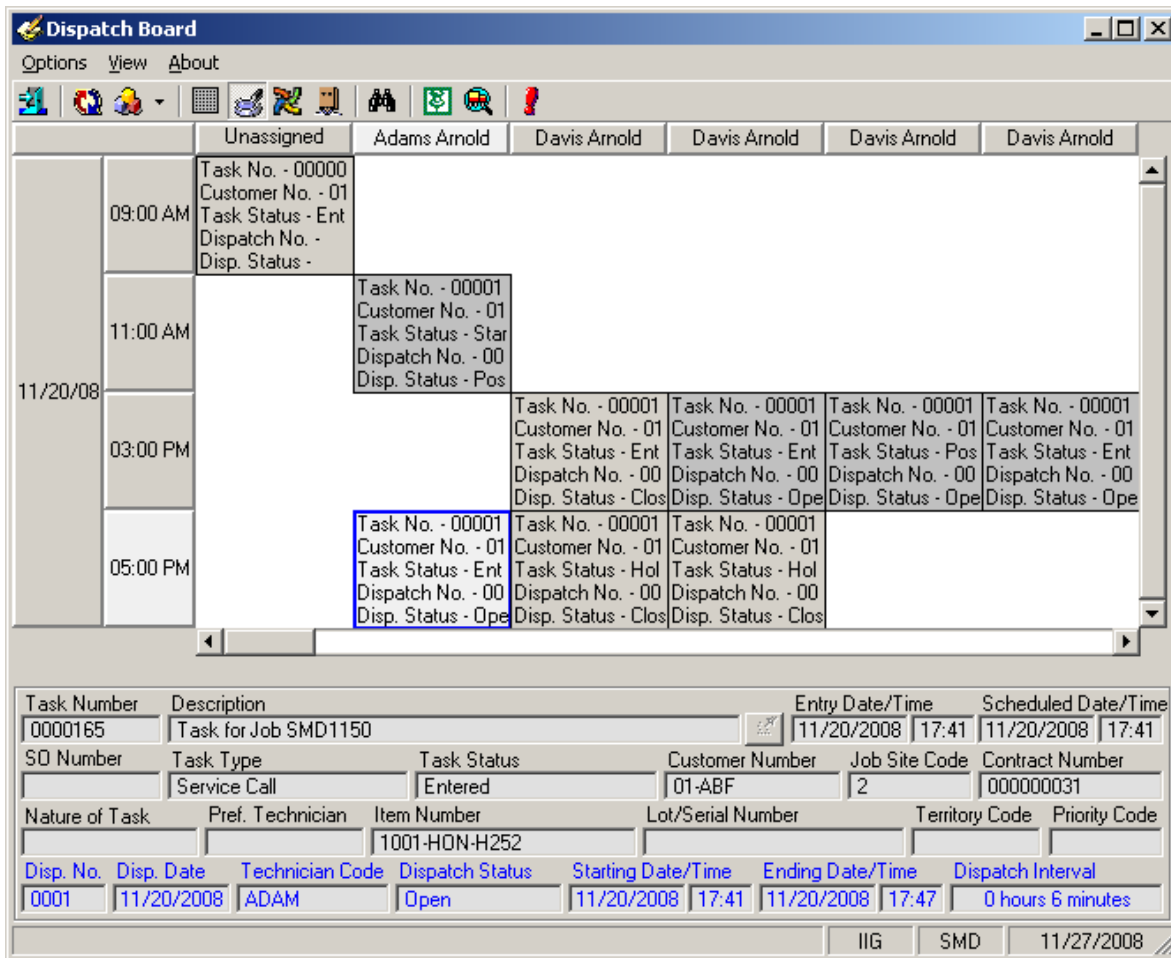 Dispatch Board
Options View About
Unassigned Adams Arnold Davis Arnold Davis Arnold Davis Arnold Davis Arnold
11/20/08
09:00 AM
Task No. - 00000
Customer No. - 01
Task Status - Ent
Dispatch No. -
Disp. Status -
11:00 AM
Task No. - 00001
Customer No. - 01
Task Status - Star
Dispatch No. - 00
Disp. Status - Pos
03:00 PM
Task No. - 00001 Task No. - 00001 Task No. - 00001 Task No. - 00001
Customer No. - 01 Customer No. - 01 Customer No. - 01 Customer No. - 01
Task Status - Ent Task Status - Ent Task Status - Pos Task Status - Ent
Dispatch No. - 00 Dispatch No. - 00 Dispatch No. - 00 Dispatch No. - 00
Disp. Status - Clos Disp. Status - Ope Disp. Status - Ope Disp. Status - Ope
05:00 PM
Task No. - 00001 Task No. - 00001 Task No. - 00001
Customer No. - 01 Customer No. - 01 Customer No. - 01
Task Status - Ent Task Status - Hol Task Status - Hol
Dispatch No. - 00 Dispatch No. - 00 Dispatch No. - 00
Disp. Status - Ope Disp. Status - Clos Disp. Status - Clos
Task Number Description Entry Date/Time Scheduled Date/Time
0000165 Task for Job SMD1150 11/20/2008 17:41 11/20/2008 17:41
SO Number Task Type Task Status Customer Number Job Site Code Contract Number
Service Call Entered 01-ABF 2 000000031
Nature of Task Pref. Technician Item Number Lot/Serial Number Territory Code Priority Code
1001-HON-H252
Disp. No. Disp. Date Technician Code Dispatch Status Starting Date/Time Ending Date/Time Dispatch Interval
0001 11/20/2008 ADAM Open 11/20/2008 17:41 11/20/2008 17:47 0 hours 6 minutes
IIG SMD 11/27/2008